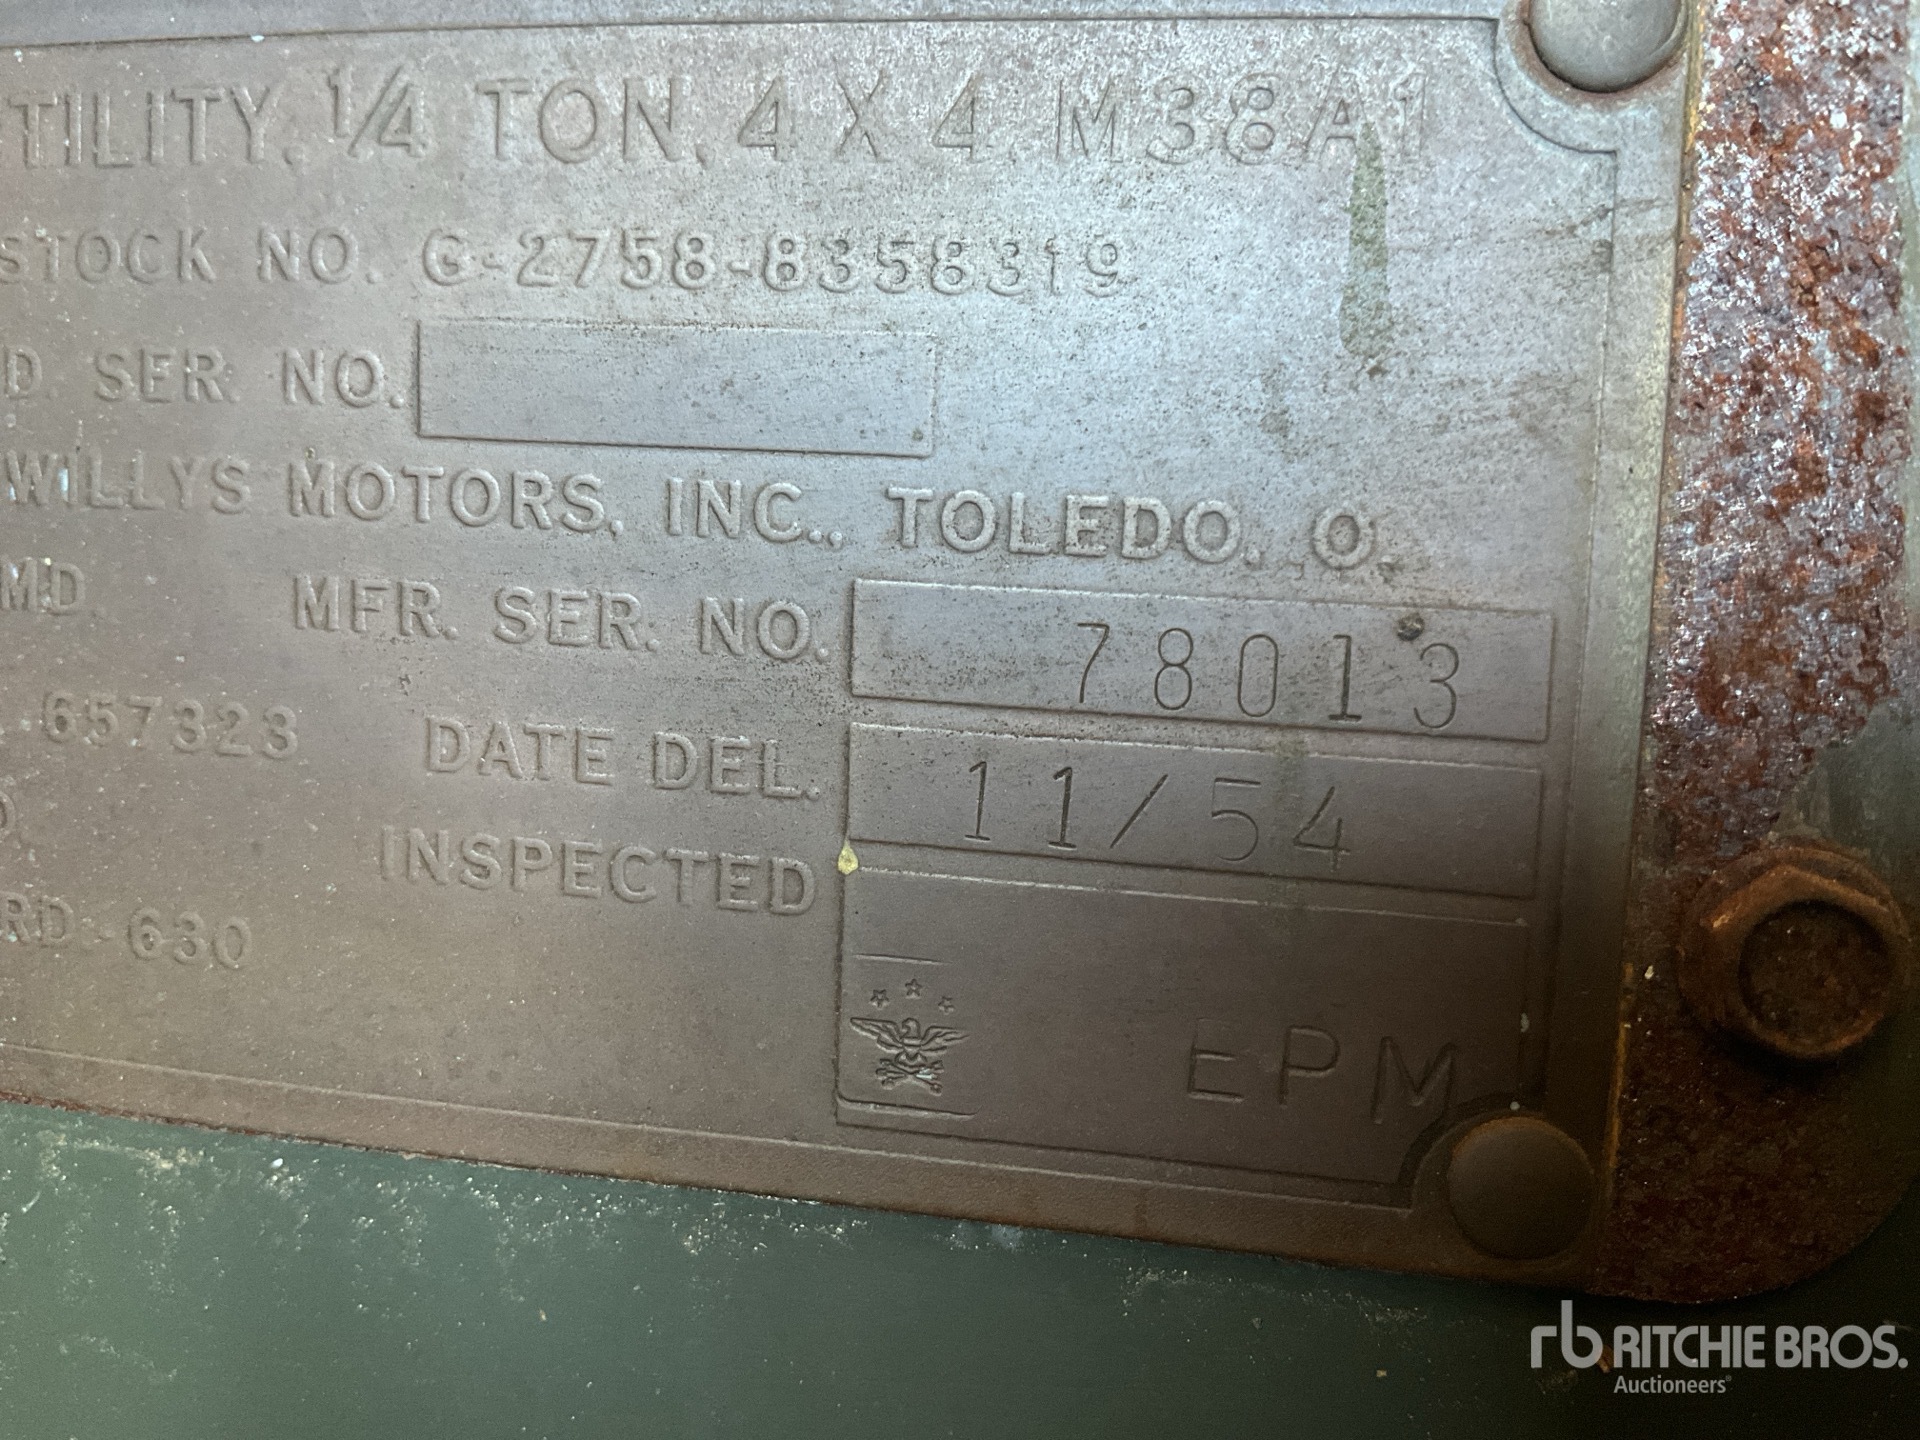 TILITY, 1/4 TON, 4 X 4, M38A1
STOCK NO. G-2758-8358319
D. SER. NO.
WILLYS MOTORS, INC., TOLEDO, O.
MD MFR. SER. NO. 78013
657323 DATE DEL. 11/54
INSPECTED
RD-630
EPM
rb RITCHIE BROS.
Auctioneers®